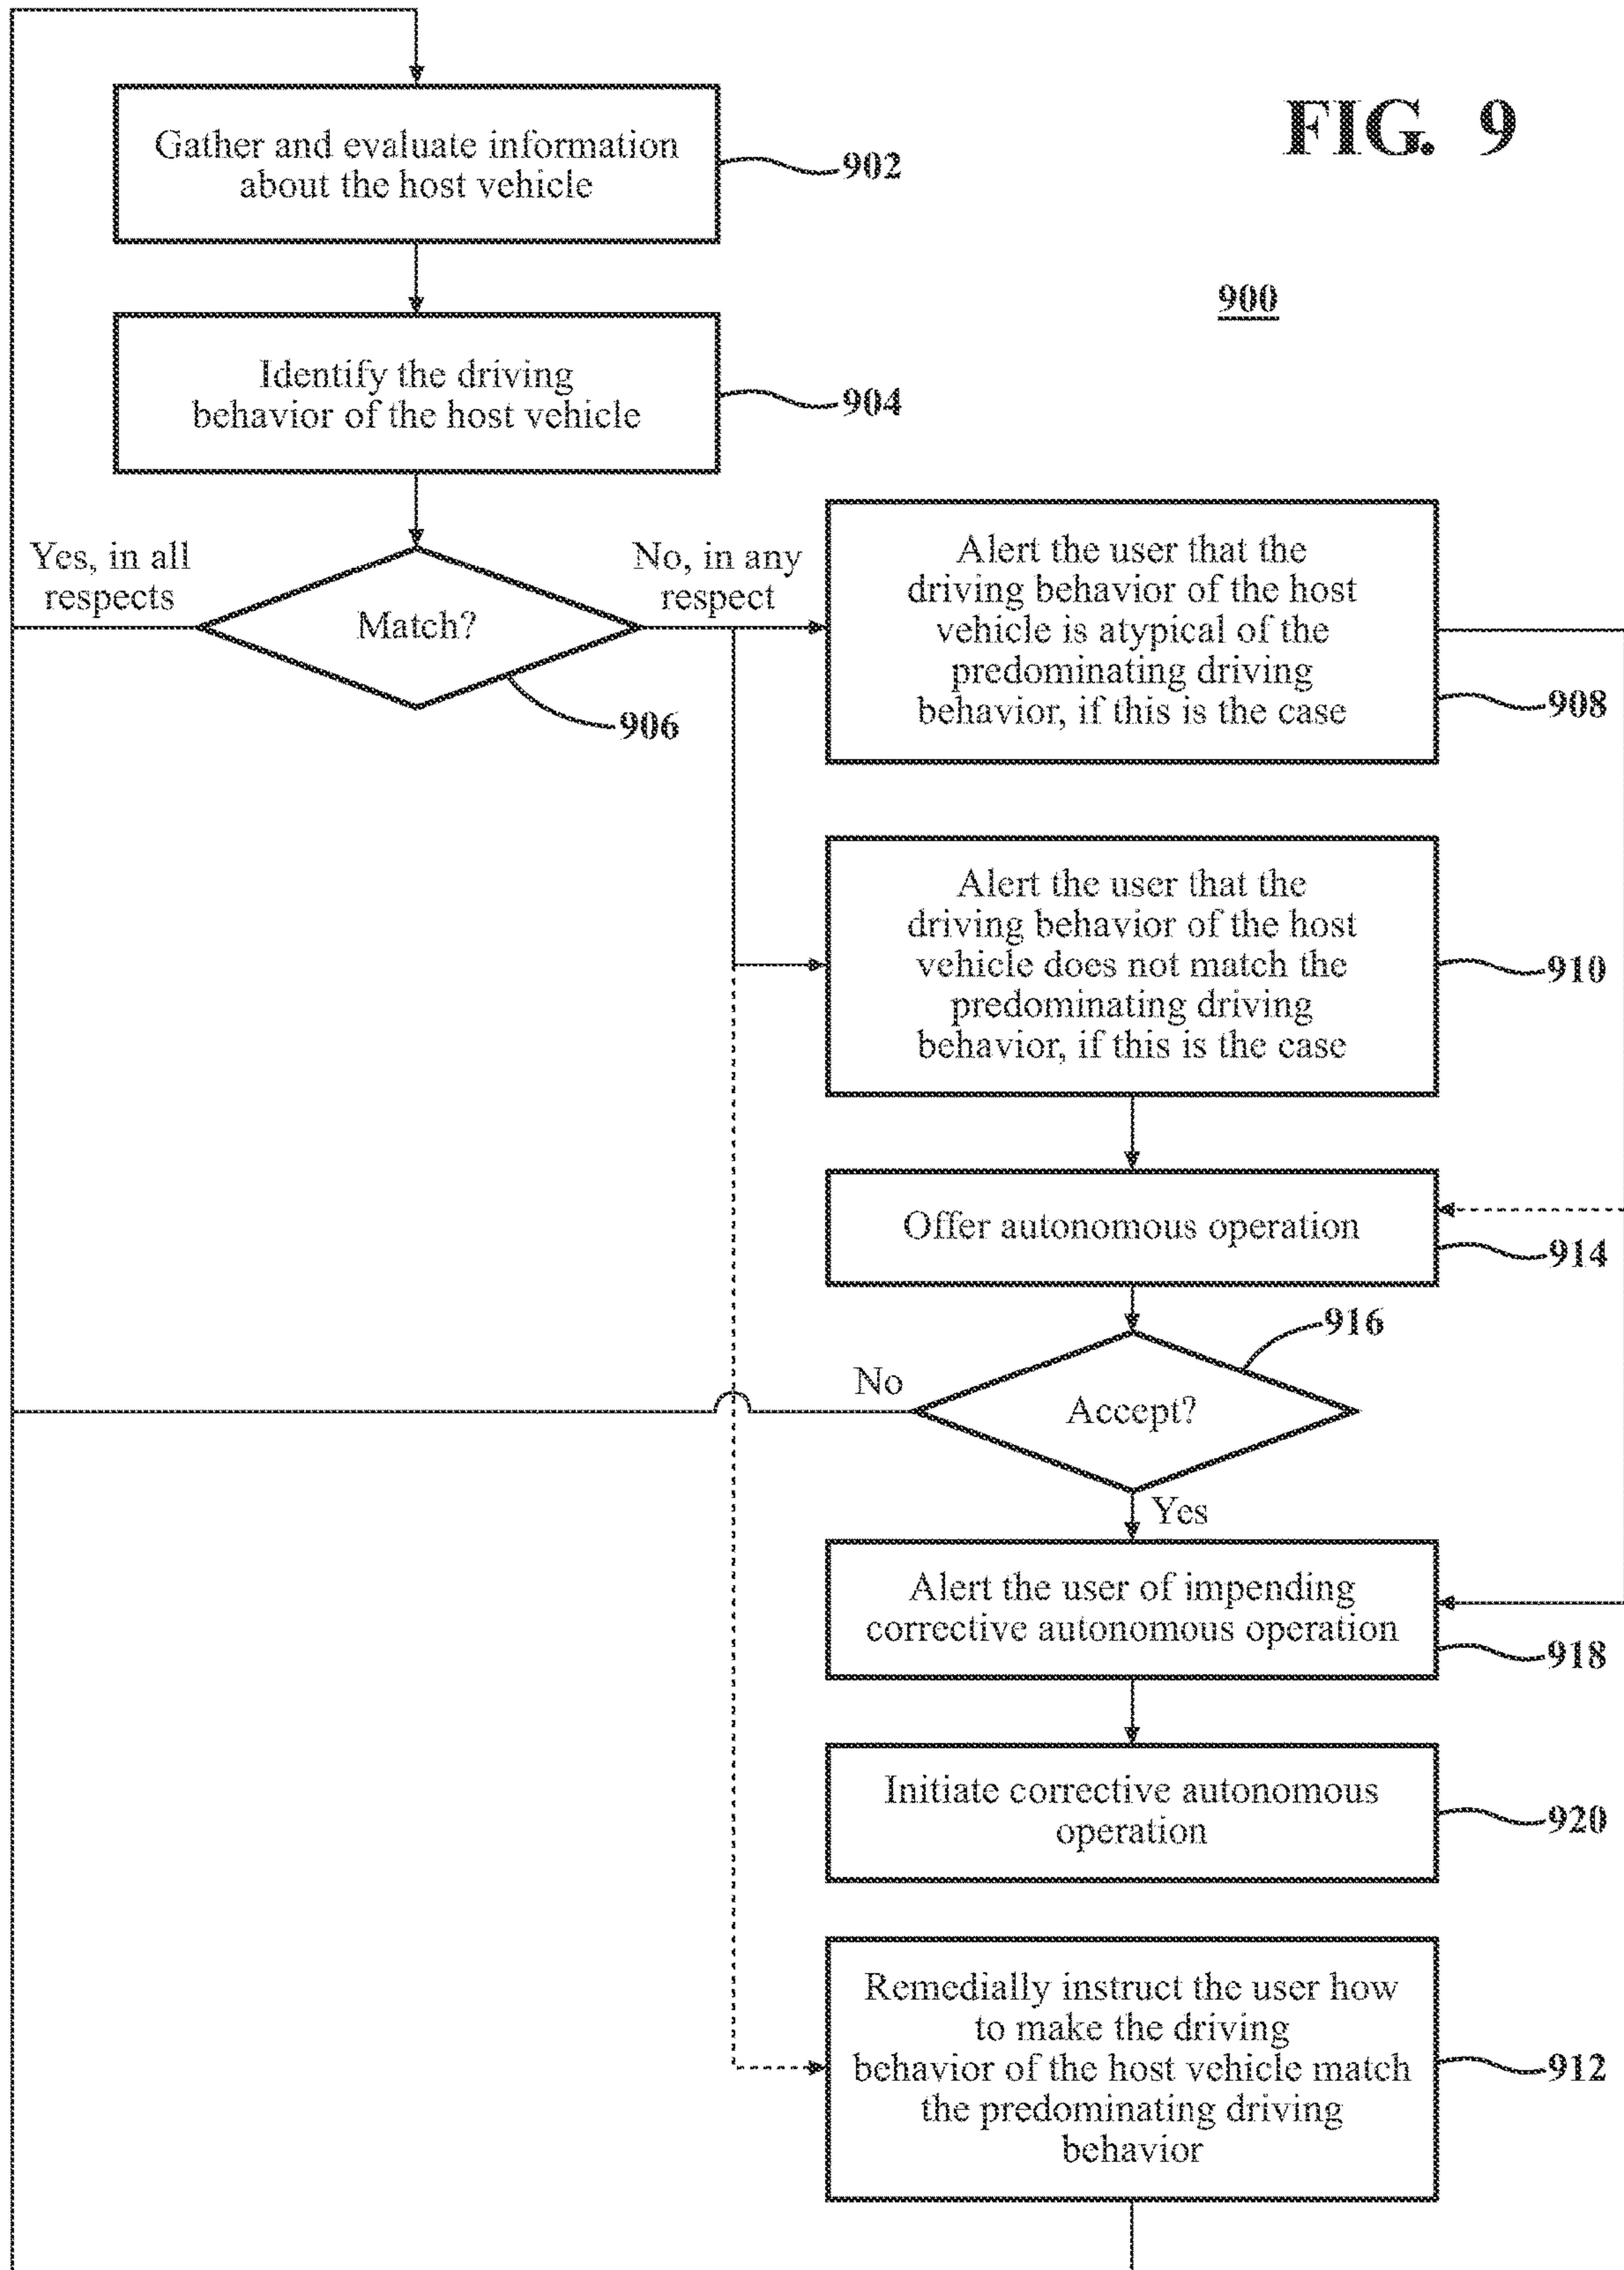 FIG. 9
900
Gather and evaluate information
about the host vehicle
902
Identify the driving
behavior of the host vehicle
904
Yes, in all
respects
Match?
906
No, in any
respect
Alert the user that the
driving behavior of the host
vehicle is atypical of the
predominating driving
behavior, if this is the case
908
Alert the user that the
driving behavior of the host
vehicle does not match the
predominating driving
behavior, if this is the case
910
Offer autonomous operation
914
916
Accept?
No
Yes
Alert the user of impending
corrective autonomous operation
918
Initiate corrective autonomous
operation
920
Remedially instruct the user how
to make the driving
behavior of the host vehicle match
the predominating driving
behavior
912